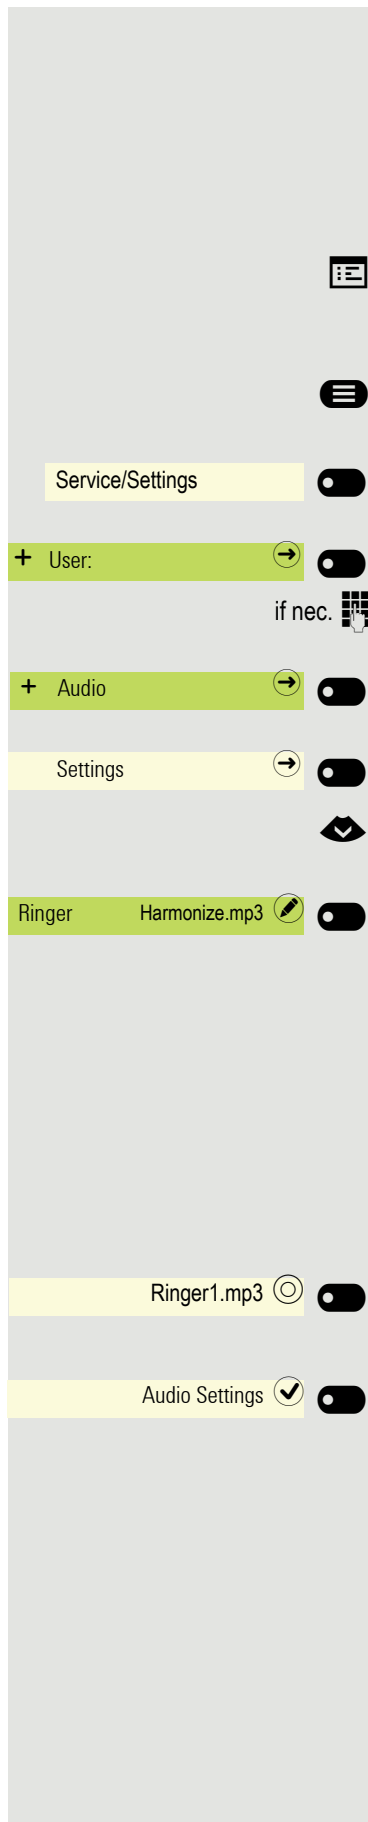 Service/Settings
+ User:
if nec.
+ Audio
Settings
Ringer Harmonize.mp3
Ringer1.mp3
Audio Settings